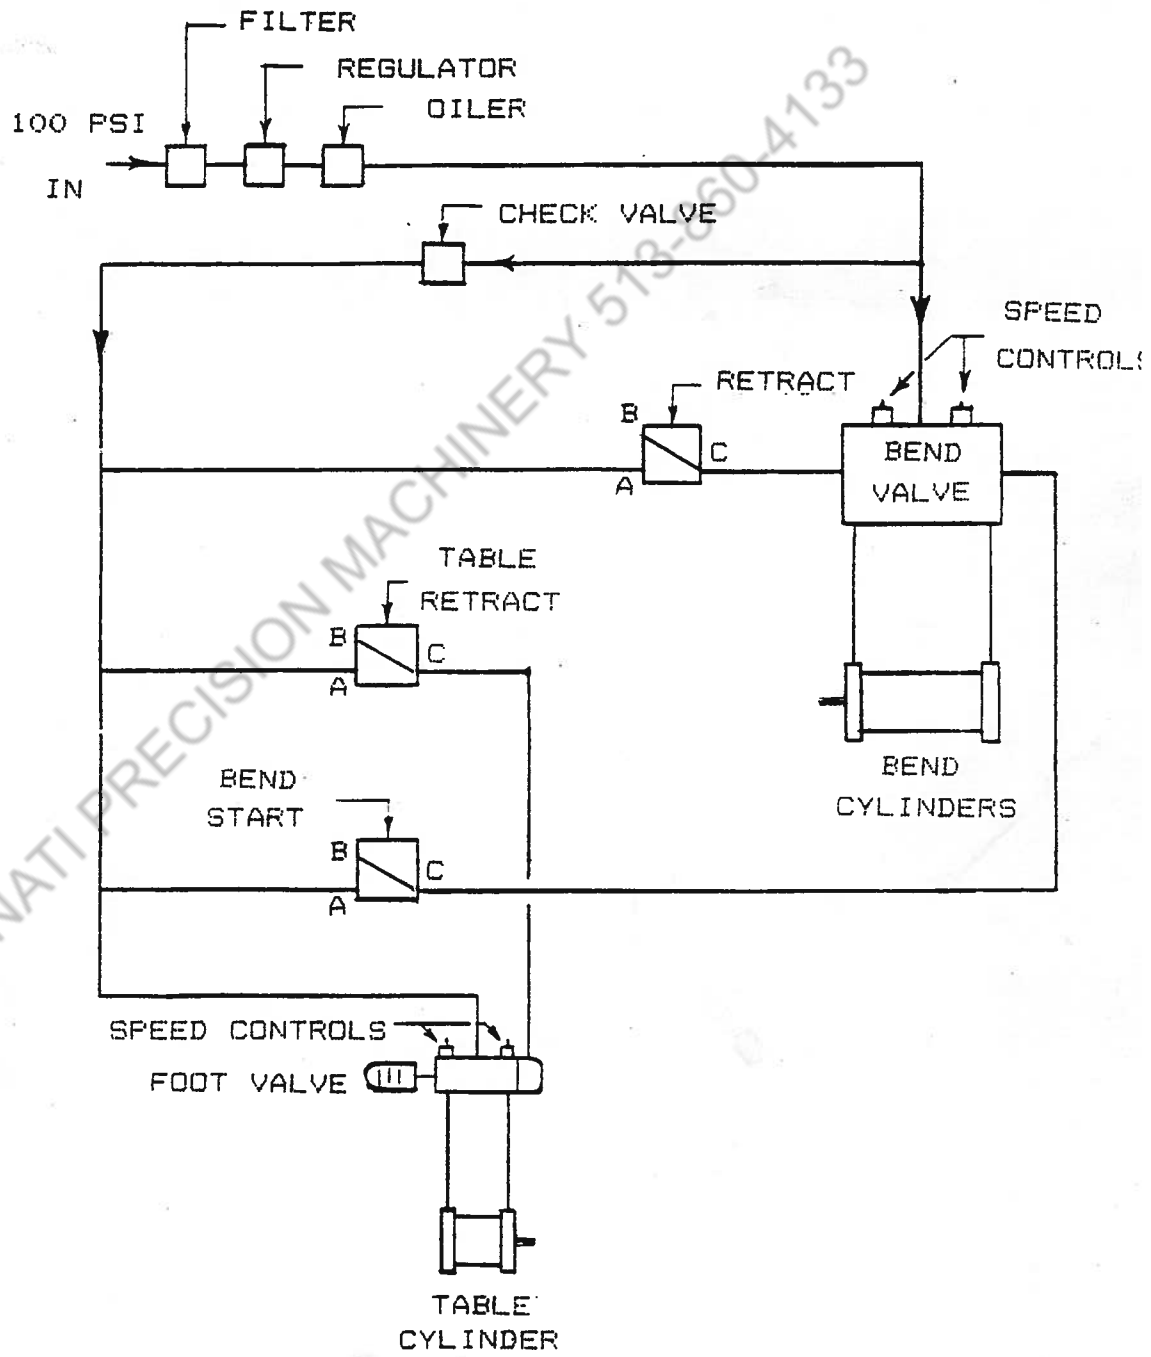 FILTER
REGULATOR
OILER
100 PSI
IN
CHECK VALVE
SPEED
CONTROLS
RETRACT
B
C
A
BEND
VALVE
TABLE
RETRACT
B
C
A
BEND
CYLINDERS
BEND
START
B
C
A
SPEED CONTROLS
FOOT VALVE
TABLE
CYLINDER
NATI PRECISION MACHINERY 513-860-4133